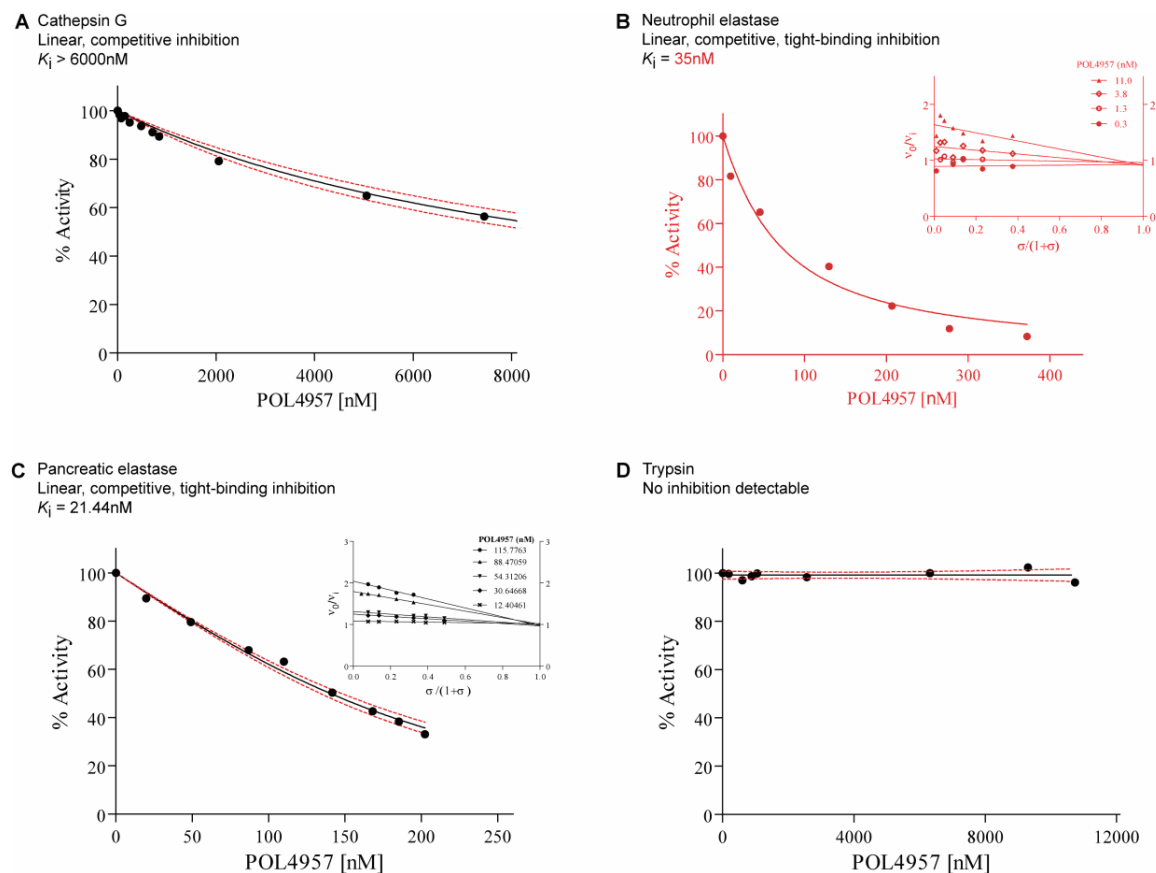 A Cathepsin G
Linear, competitive inhibition
Ki > 6000nM
100
80
60
40
20
0
% Activity
0 2000 4000 6000 8000
POL4957 [nM]
B Neutrophil elastase
Linear, competitive, tight-binding inhibition
Ki = 35nM
100
80
60
40
20
0
% Activity
0 100 200 300 400
POL4957 [nM]
POL4957 (nM)
11.0
3.8
1.3
0.3
2
1
0
v0/vi
2
1
0
0.0 0.2 0.4 0.6 0.8 1.0
σ/(1+σ)
C Pancreatic elastase
Linear, competitive, tight-binding inhibition
Ki = 21.44nM
100
80
60
40
20
0
% Activity
0 50 100 150 200 250
POL4957 [nM]
POL4957 (nM)
115.7763
88.47059
54.31206
30.64668
12.40461
3
2
1
0
v0/vi
3
2
1
0
0.0 0.2 0.4 0.6 0.8 1.0
σ/(1+σ)
D Trypsin
No inhibition detectable
100
80
60
40
20
0
% Activity
0 4000 8000 12000
POL4957 [nM]